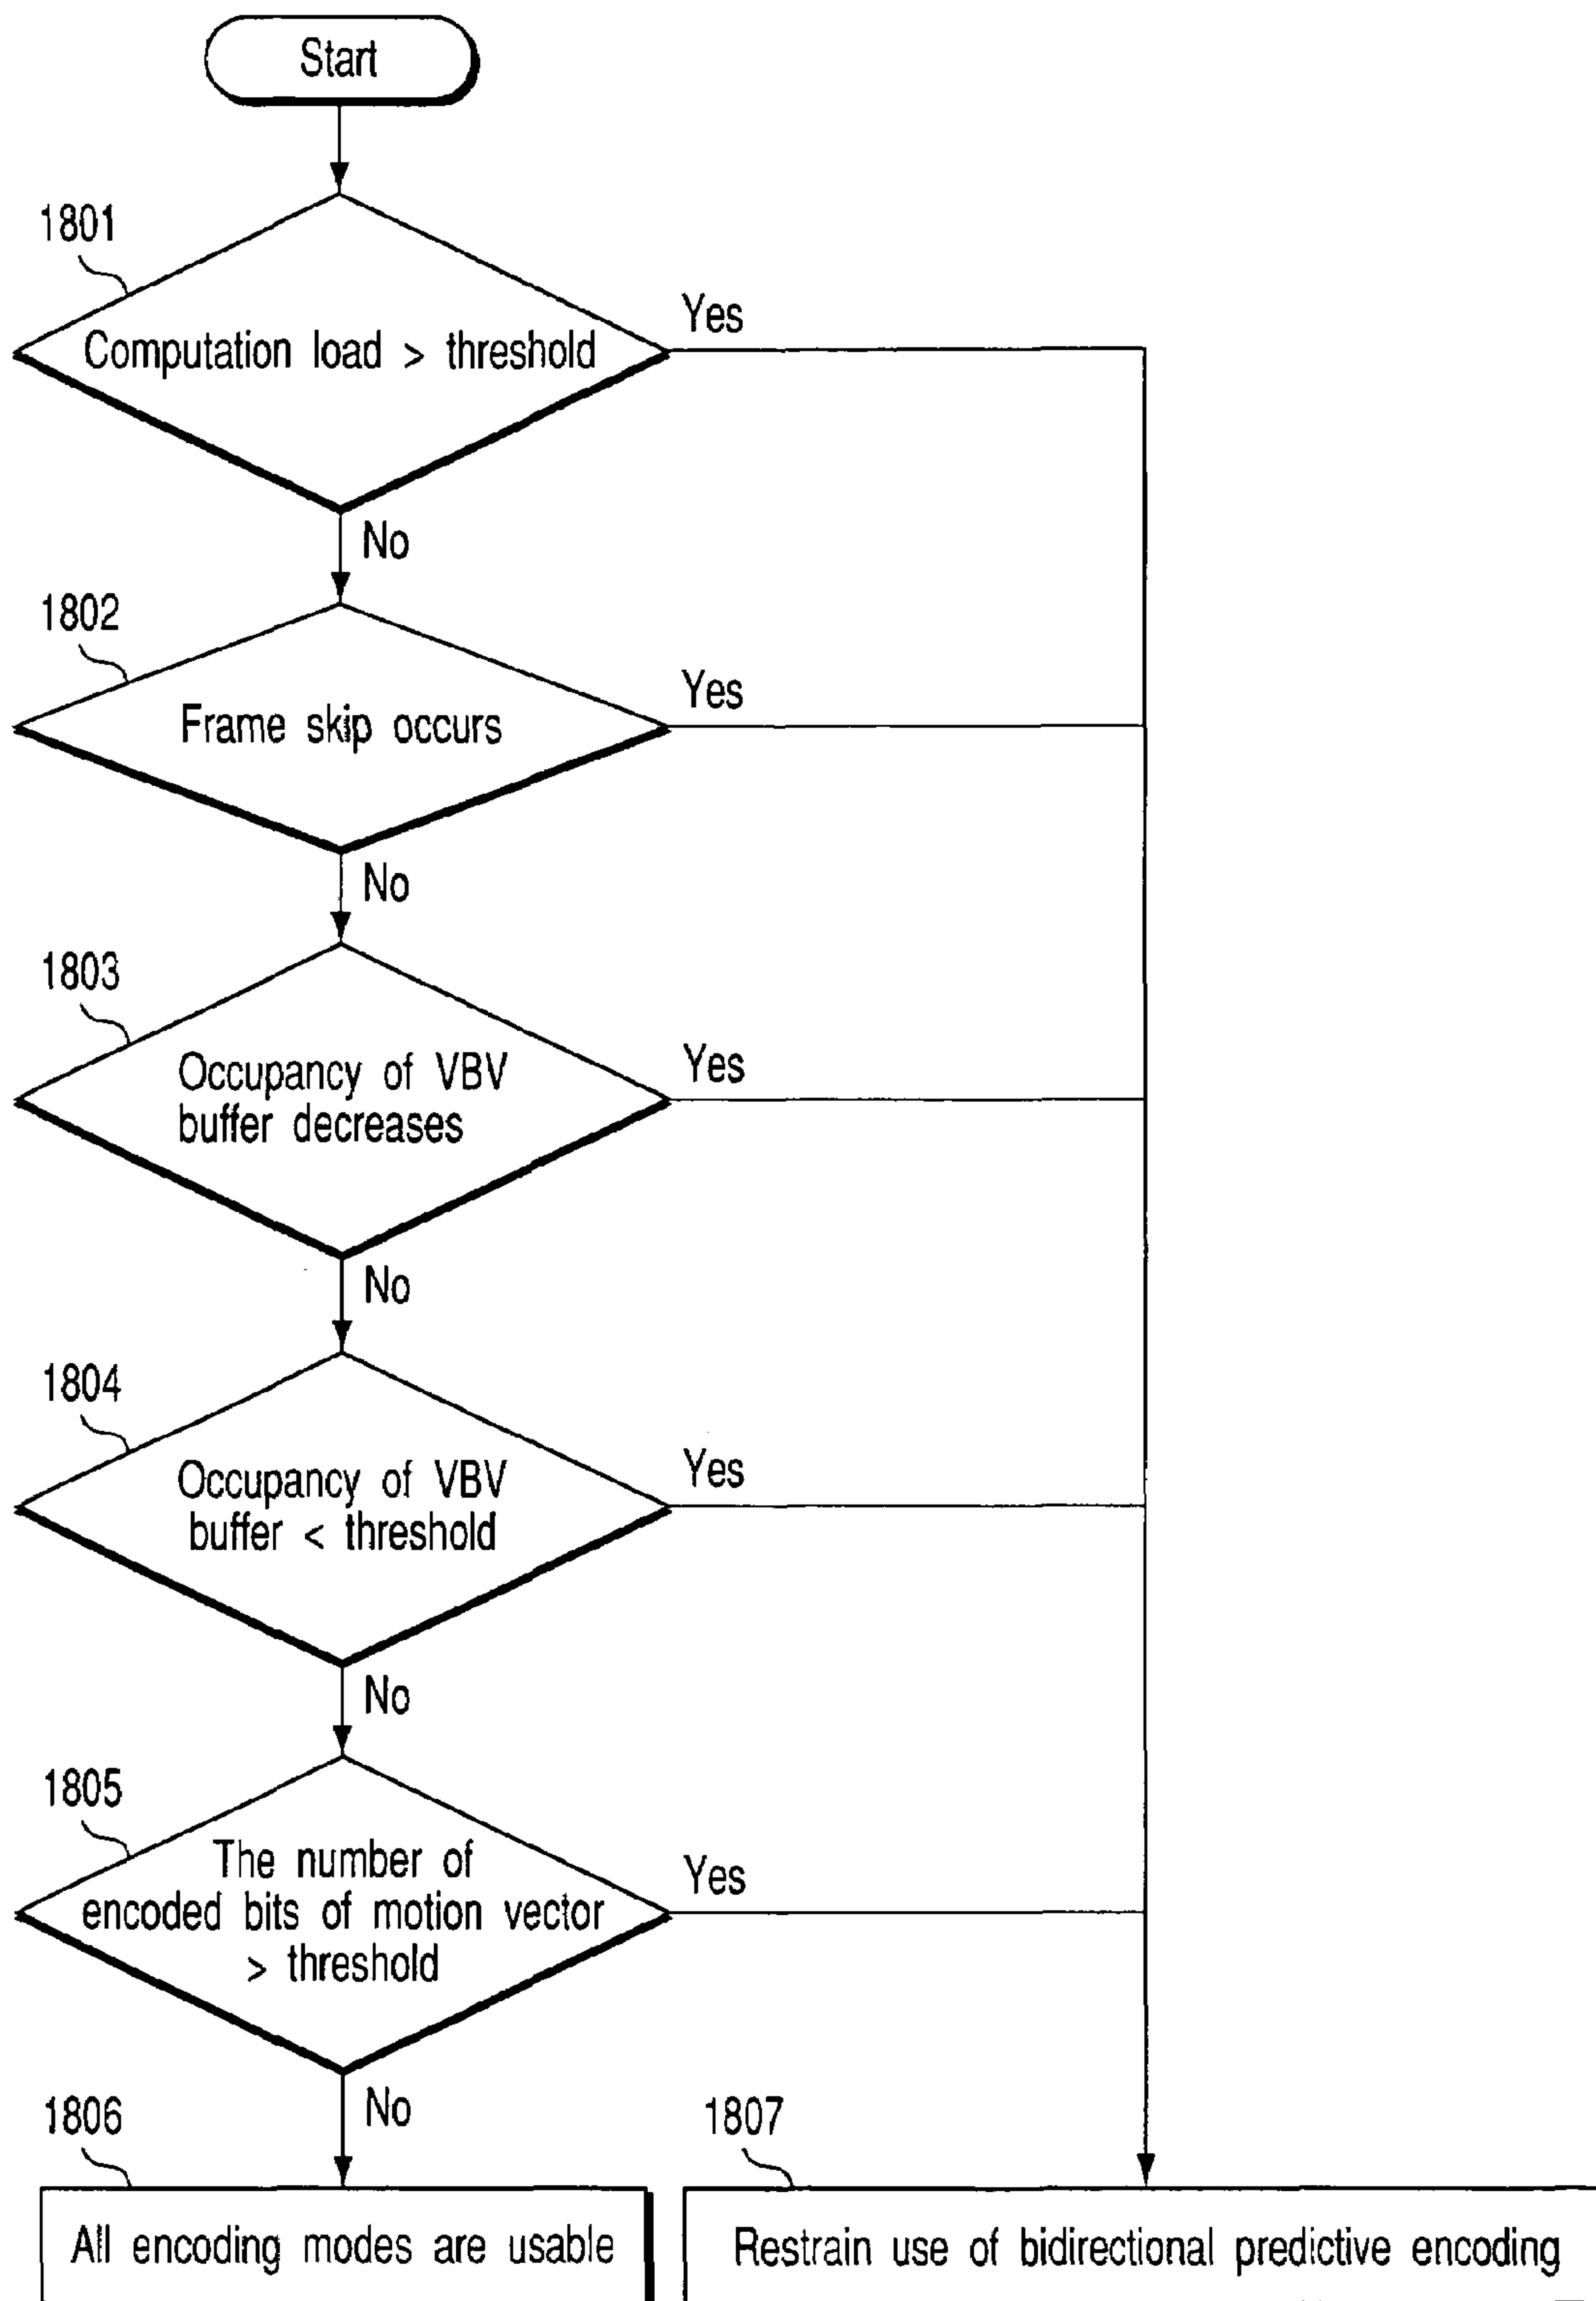 Start
1801
Computation load > threshold
Yes
No
1802
Frame skip occurs
Yes
No
1803
Occupancy of VBV
buffer decreases
Yes
No
1804
Occupancy of VBV
buffer < threshold
Yes
No
1805
The number of
encoded bits of motion vector
> threshold
Yes
No
1806
All encoding modes are usable
1807
Restrain use of bidirectional predictive encoding